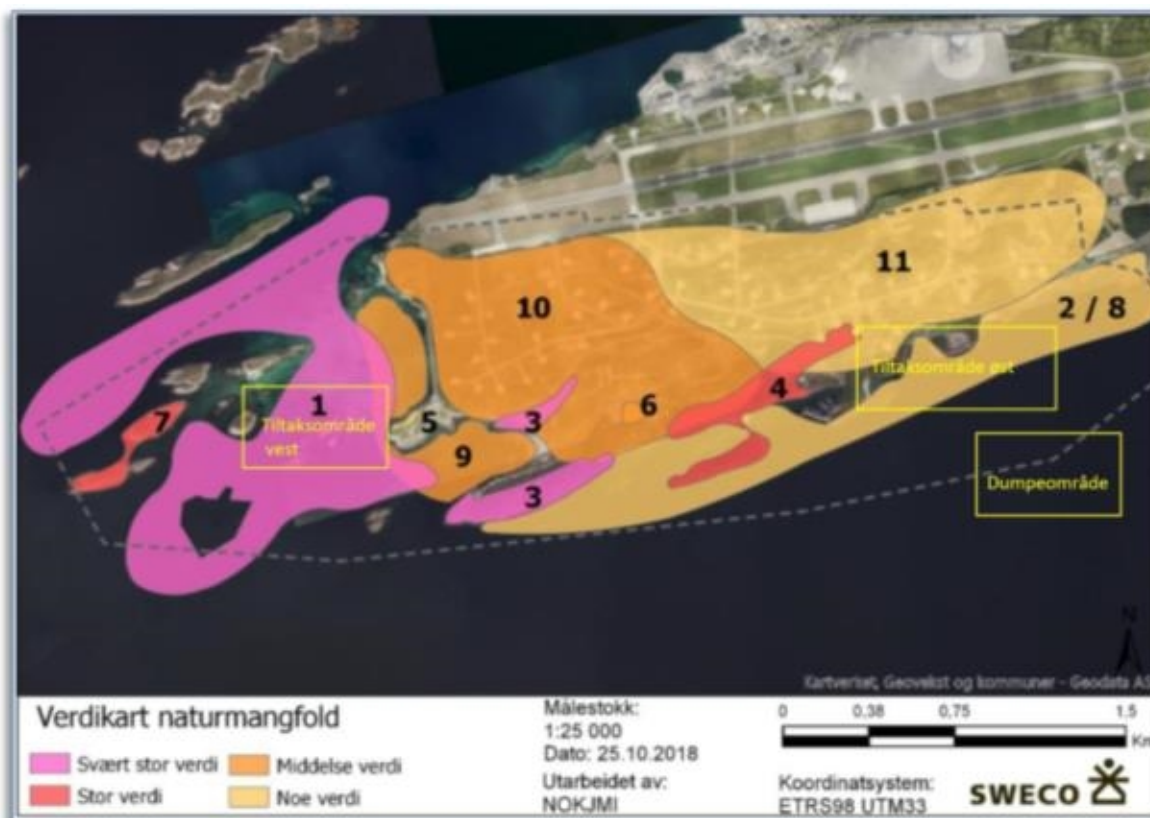 11
10
2 / 8
Tiltaksområde øst
4
7
1
Tiltaksområde
vest
5
3
6
9
3
Dumpeområde
N
Kartverket, Geovekst og kommuner - Geodata AS
Verdikart naturmangfold
Svært stor verdi
Middelse verdi
Stor verdi
Noe verdi
Målestokk:
1:25 000
Dato: 25.10.2018
Utarbeidet av:
NOKJMI
0 0,38 0,75 1,5
Km
Koordinatsystem:
ETRS98 UTM33
SWECO